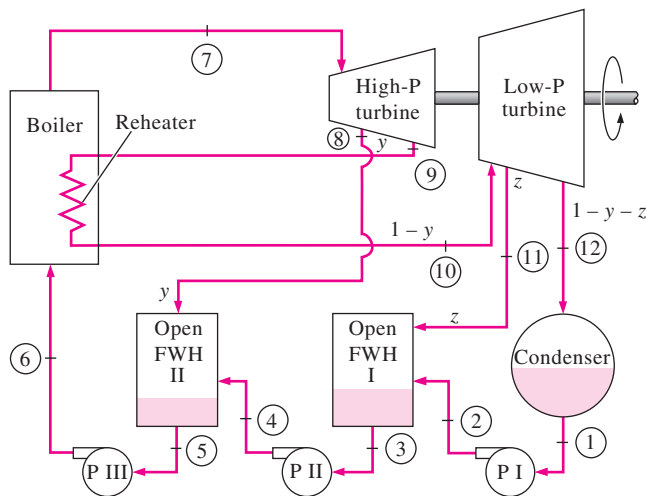 7
High-P
turbine
Low-P
turbine
Boiler
Reheater
8
y
9
z
1 – y
10
11
1 – y – z
12
y
z
Open
FWH
II
Open
FWH
I
Condenser
6
4
2
5
3
1
P III
P II
P I